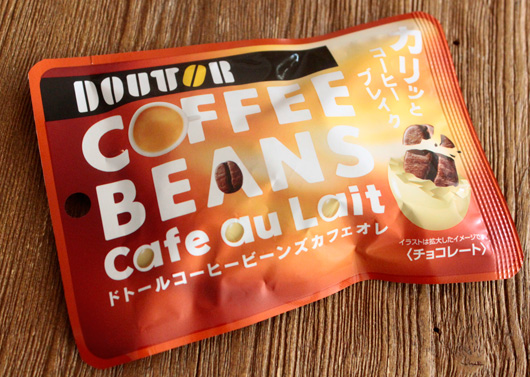 DOUTOR
COFFEE
BEANS
Cafe au Lait
ドトールコーヒービーンズカフェオレ
カリッと
コーヒー
ブレイク
イラストは拡大したイメージです。
〈チョコレート〉